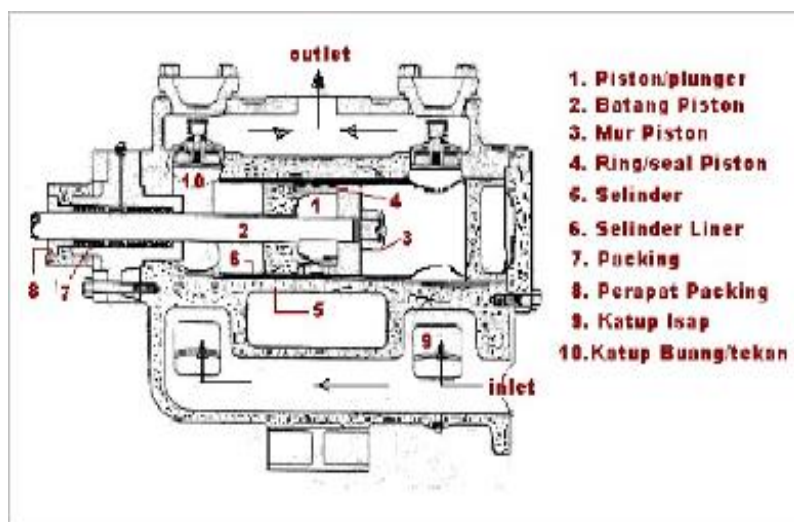 outlet
1. Piston/plunger
2. Batang Piston
3. Mur Piston
4. Ring/seal Piston
5. Selinder
6. Selinder Liner
7. Packing
8. Perapat Packing
9. Katup Isap
10. Katup Buang/tekan
10
1
4
2
3
6
8
7
5
9
inlet